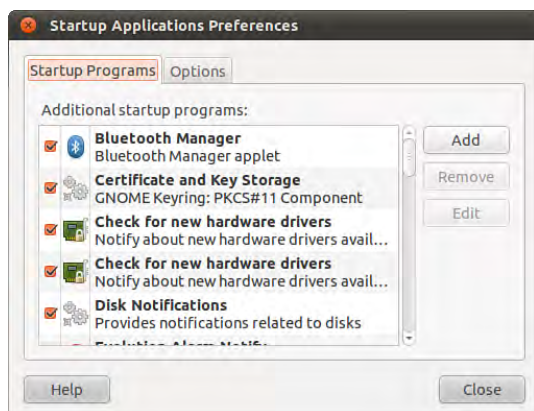 Startup Applications Preferences
Startup Programs
Options
Additional startup programs:
Bluetooth Manager
Bluetooth Manager applet
Add
Certificate and Key Storage
GNOME Keyring: PKCS#11 Component
Remove
Check for new hardware drivers
Notify about new hardware drivers avail...
Edit
Check for new hardware drivers
Notify about new hardware drivers avail...
Disk Notifications
Provides notifications related to disks
Evolution Alarm Notify
Help
Close